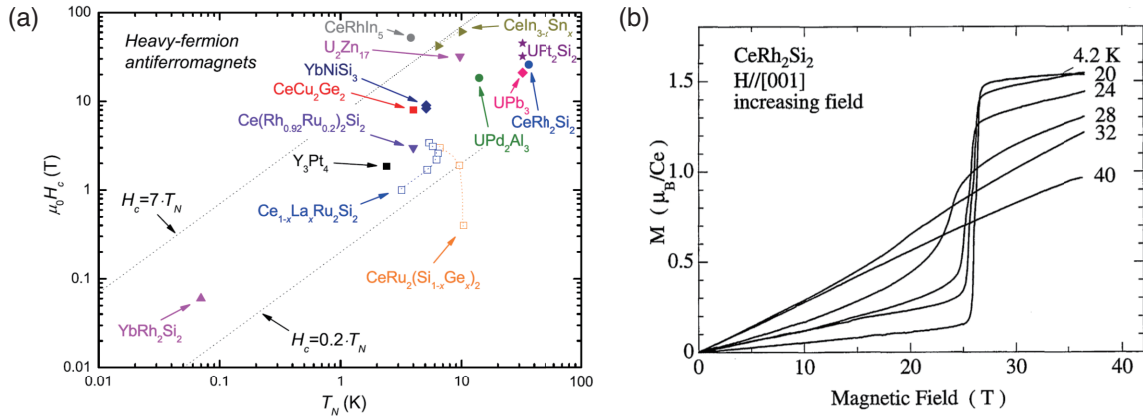 (a)
Heavy-fermion
antiferromagnets
CeRhIn5
CeIn3-tSnx
U2Zn17
UPt2Si2
YbNiSi3
CeCu2Ge2
UPb3
CeRh2Si2
Ce(Rh0.92Ru0.2)2Si2
UPd2Al3
Y3Pt4
Hc=7·TN
Ce1-xLaxRu2Si2
CeRu2(Si1-xGex)2
YbRh2Si2
Hc=0.2·TN
100
10
1
0.1
0.01
μ0Hc (T)
0.01
0.1
1
10
100
TN (K)
(b)
CeRh2Si2
H//[001]
increasing field
4.2 K
20
24
28
32
40
1.5
1.0
0.5
0
M ( μB/Ce )
0
10
20
30
40
Magnetic Field ( T )